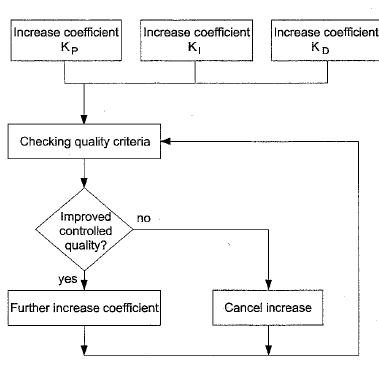 Increase coefficient
K P
Increase coefficient
K I
Increase coefficient
K D
Checking quality criteria
Improved
controlled
quality?
no
yes
Further increase coefficient
Cancel increase